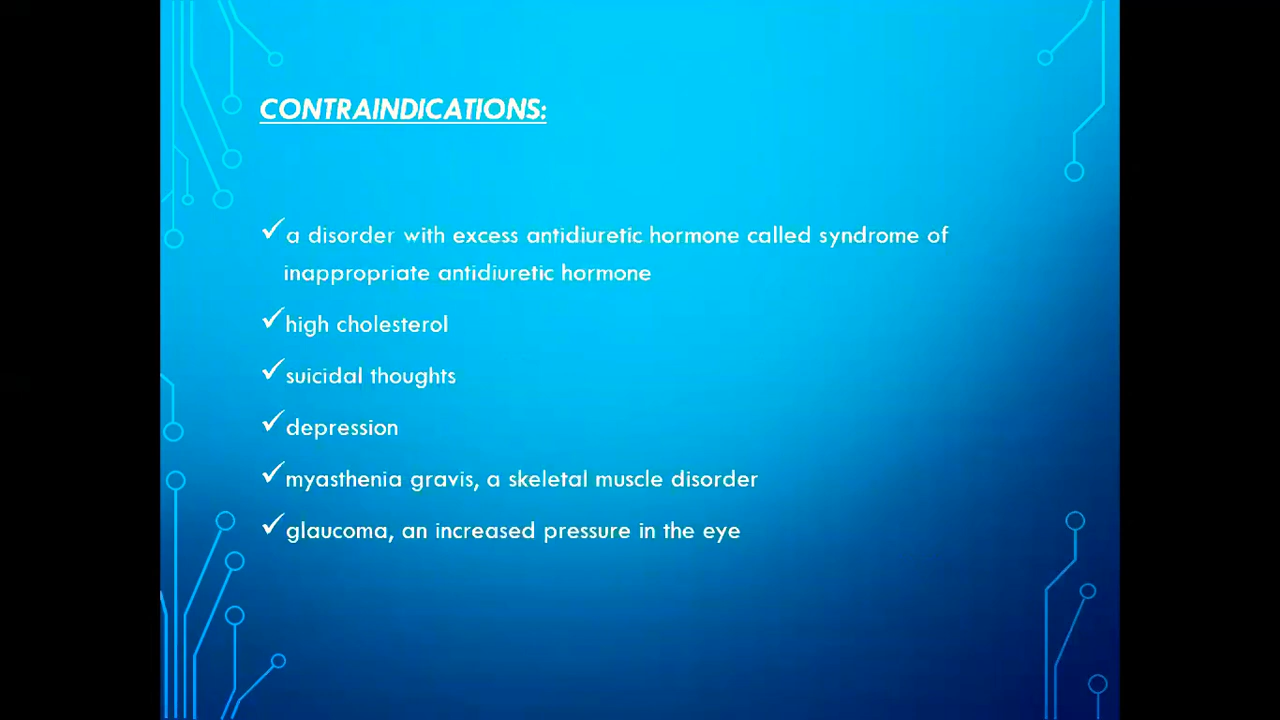 CONTRAINDICATIONS:
✓a disorder with excess antidiuretic hormone called syndrome of
inappropriate antidiuretic hormone
✓high cholesterol
✓suicidal thoughts
✓depression
✓myasthenia gravis, a skeletal muscle disorder
✓glaucoma, an increased pressure in the eye